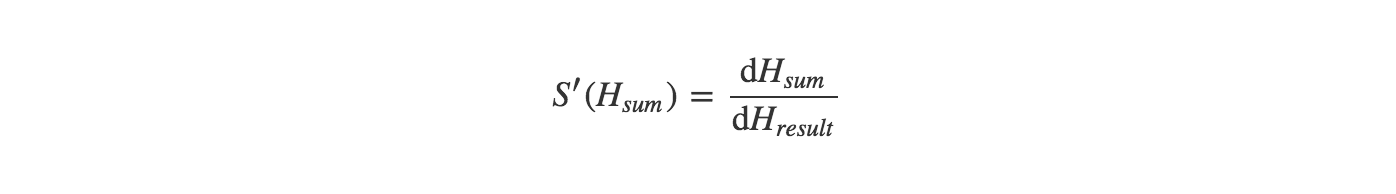 S′(H_sum) = dH_sum / dH_result